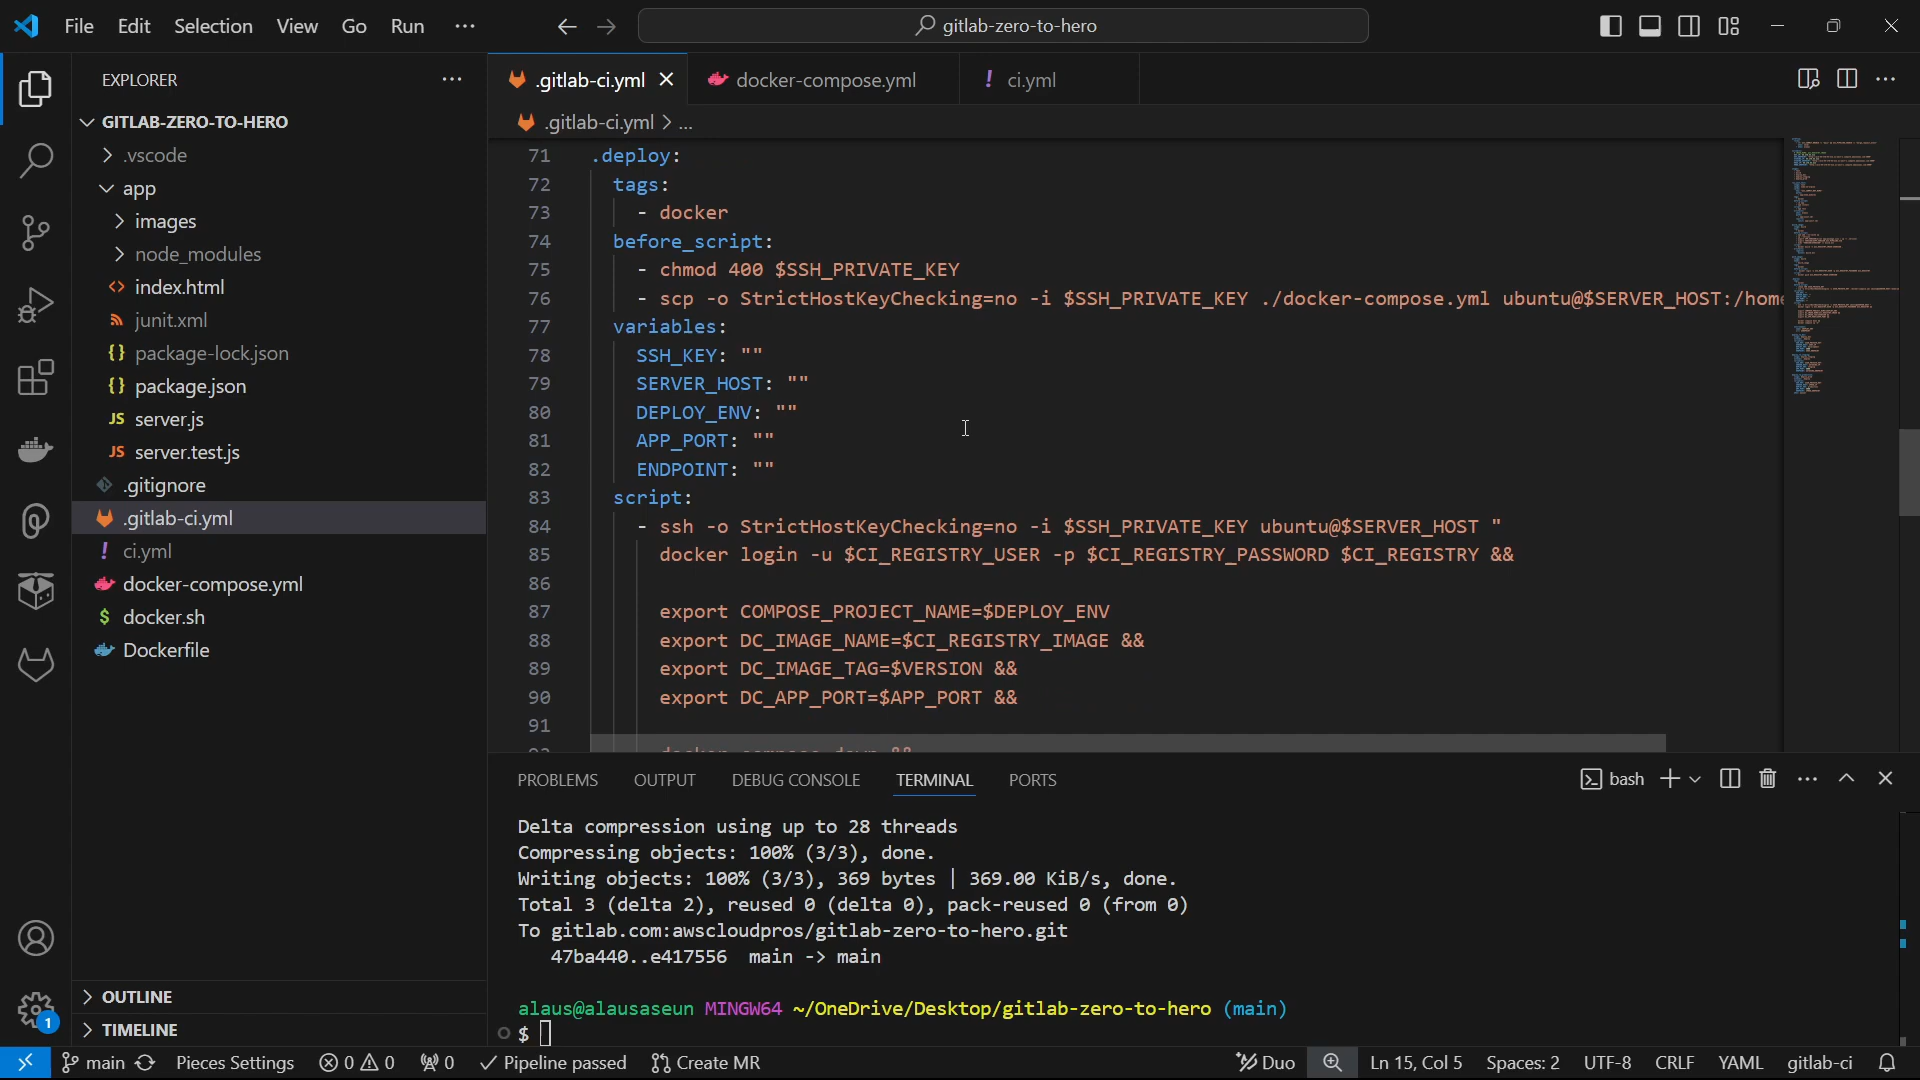 File Edit Selection View Go Run ...
gitlab-zero-to-hero
EXPLORER
GITLAB-ZERO-TO-HERO
.vscode
app
images
node_modules
index.html
junit.xml
package-lock.json
package.json
JS server.js
JS server.test.js
.gitignore
.gitlab-ci.yml
! ci.yml
docker-compose.yml
$ docker.sh
Dockerfile
OUTLINE
TIMELINE
.gitlab-ci.yml docker-compose.yml ! ci.yml
.gitlab-ci.yml > ...
71 .deploy:
72 tags:
73 - docker
74 before_script:
75 - chmod 400 $SSH_PRIVATE_KEY
76 - scp -o StrictHostKeyChecking=no -i $SSH_PRIVATE_KEY ./docker-compose.yml ubuntu@$SERVER_HOST:/home
77 variables:
78 SSH_KEY: ""
79 SERVER_HOST: ""
80 DEPLOY_ENV: ""
81 APP_PORT: ""
82 ENDPOINT: ""
83 script:
84 - ssh -o StrictHostKeyChecking=no -i $SSH_PRIVATE_KEY ubuntu@$SERVER_HOST "
85 docker login -u $CI_REGISTRY_USER -p $CI_REGISTRY_PASSWORD $CI_REGISTRY &&
86
87 export COMPOSE_PROJECT_NAME=$DEPLOY_ENV
88 export DC_IMAGE_NAME=$CI_REGISTRY_IMAGE &&
89 export DC_IMAGE_TAG=$VERSION &&
90 export DC_APP_PORT=$APP_PORT &&
91
PROBLEMS OUTPUT DEBUG CONSOLE TERMINAL PORTS
bash
Delta compression using up to 28 threads
Compressing objects: 100% (3/3), done.
Writing objects: 100% (3/3), 369 bytes | 369.00 KiB/s, done.
Total 3 (delta 2), reused 0 (delta 0), pack-reused 0 (from 0)
To gitlab.com:awscloudpros/gitlab-zero-to-hero.git
47ba440..e417556 main -> main
alaus@alausaseun MINGW64 ~/OneDrive/Desktop/gitlab-zero-to-hero (main)
$
1
main Pieces Settings 0 0 0 Pipeline passed Create MR Duo Ln 15, Col 5 Spaces: 2 UTF-8 CRLF YAML gitlab-ci